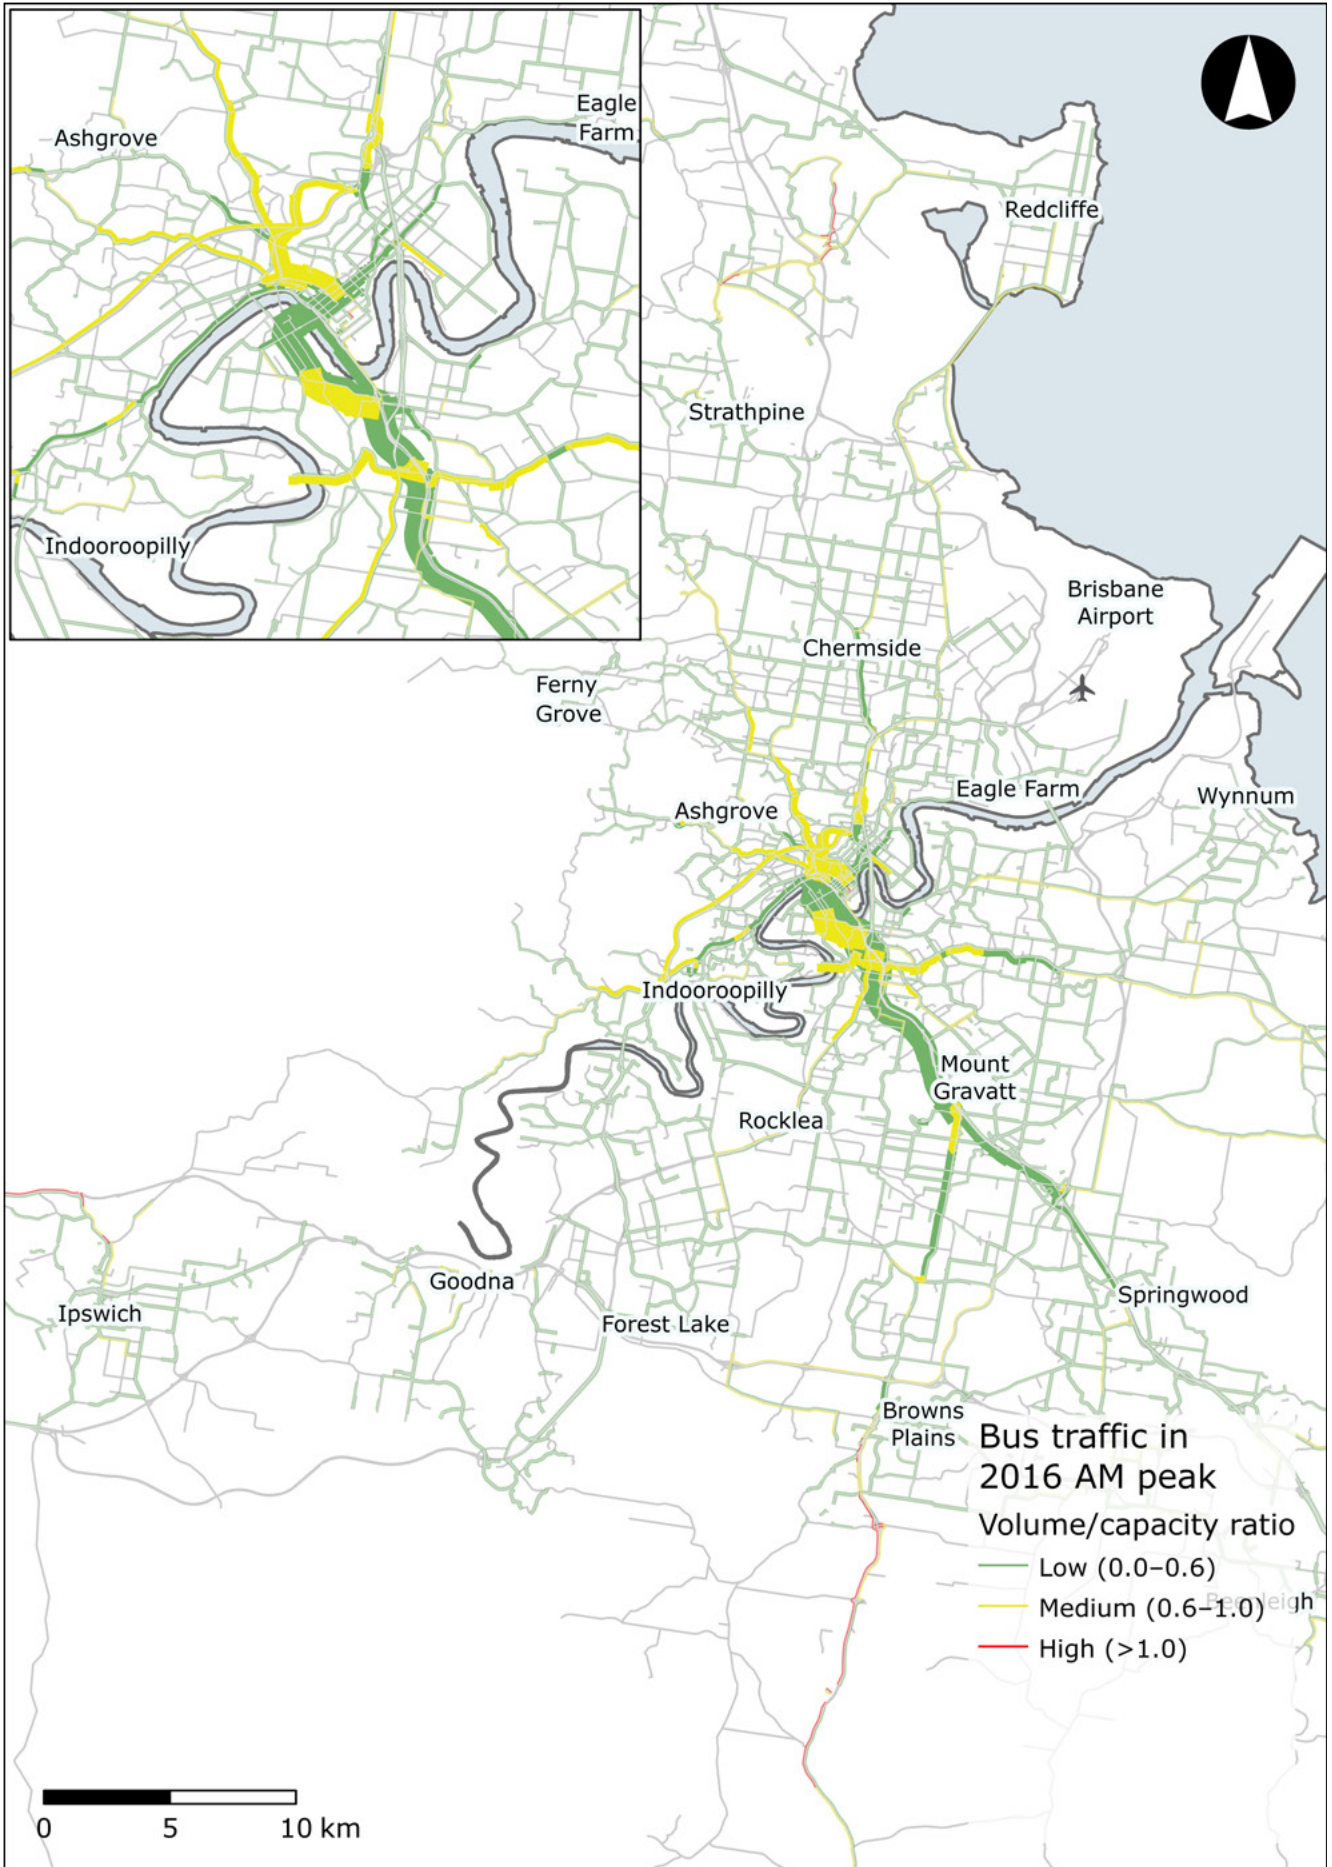 Eagle
Farm
Ashgrove
Indooroopilly
Redcliffe
Strathpine
Brisbane
Airport
Chermside
Ferny
Grove
Eagle Farm
Wynnum
Ashgrove
Indooroopilly
Mount
Gravatt
Rocklea
Goodna
Springwood
Ipswich
Forest Lake
Browns
Plains
Bus traffic in
2016 AM peak
Volume/capacity ratio
Low (0.0–0.6)
Medium (0.6–1.0)
Beenleigh
High (>1.0)
0 5 10 km